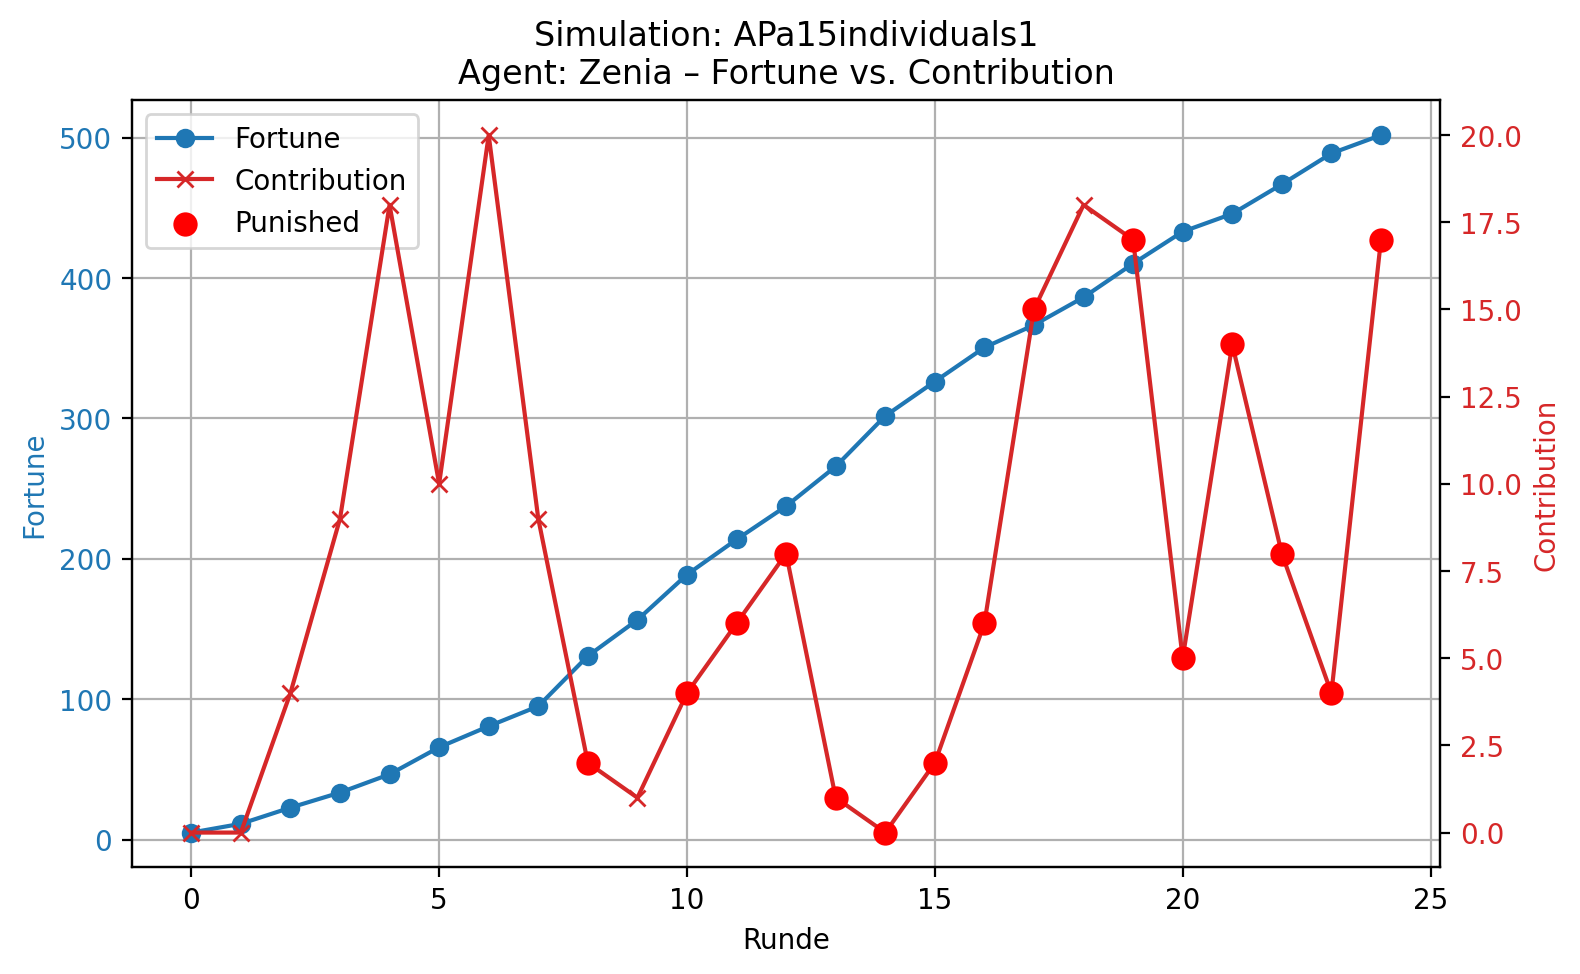 Simulation: APa15individuals1
Agent: Zenia – Fortune vs. Contribution
Fortune
Contribution
Punished
500
400
300
200
100
0
Fortune
20.0
17.5
15.0
12.5
10.0
7.5
5.0
2.5
0.0
Contribution
0 5 10 15 20 25
Runde